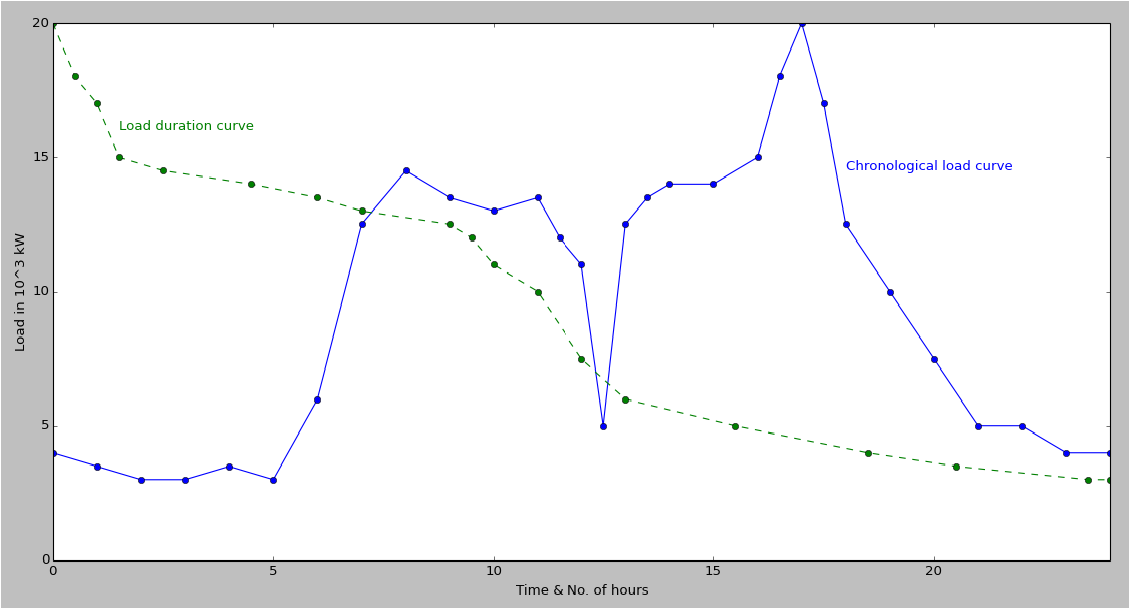 20
Load duration curve
15
Chronological load curve
10
Load in 10^3 kW
5
0
0 5 10 15 20
Time & No. of hours